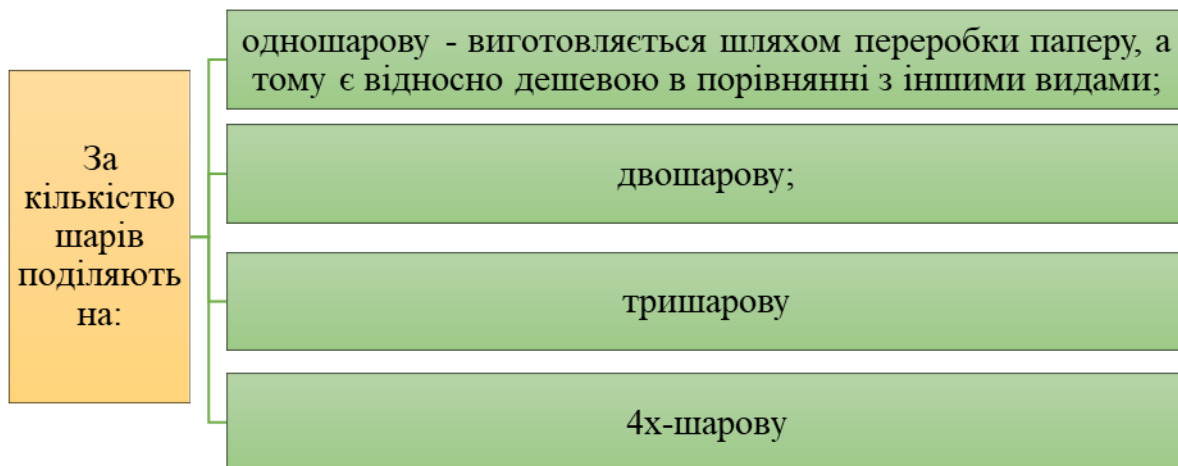 За
кількістю
шарів
поділяють
на:
одношарову - виготовляється шляхом переробки паперу, а
тому є відносно дешевою в порівнянні з іншими видами;
двошарову;
тришарову
4х-шарову